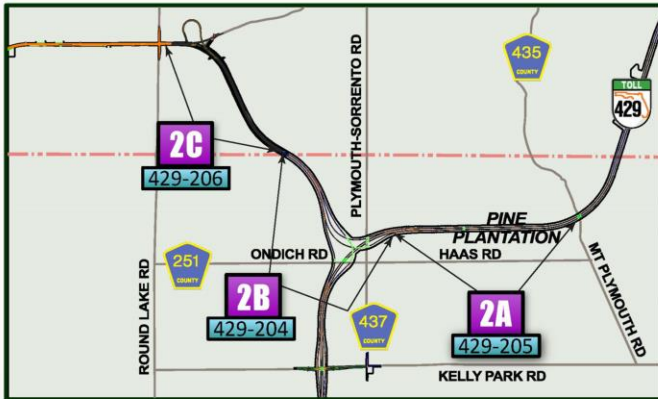 PLYMOUTH-SORRENTO RD
435
COUNTY
TOLL
429
2C
429-206
PINE
PLANTATION
ONDICH RD
HAAS RD
251
COUNTY
ROUND LAKE RD
2B
429-204
437
COUNTY
2A
429-205
MT PLYMOUTH RD
KELLY PARK RD